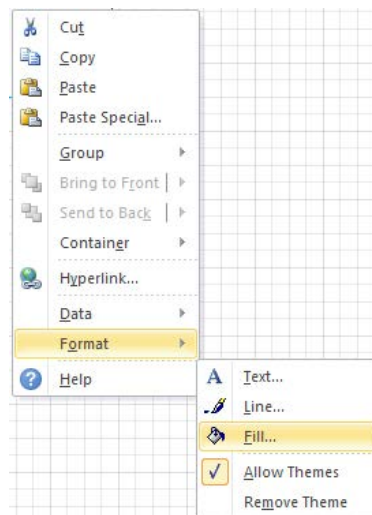 Cut
Copy
Paste
Paste Special...
Group
Bring to Front
Send to Back
Container
Hyperlink...
Data
Format
Help
Text...
Line...
Fill...
Allow Themes
Remove Theme